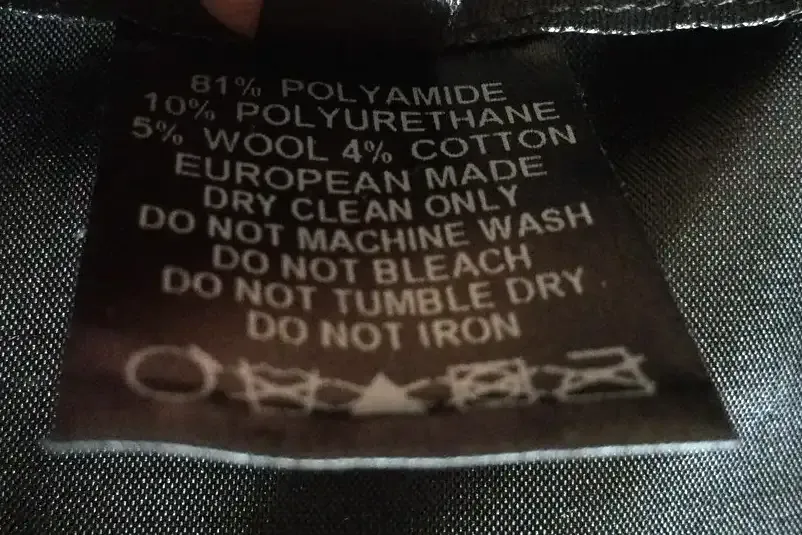 81% POLYAMIDE
10% POLYURETHANE
5% WOOL 4% COTTON
EUROPEAN MADE
DRY CLEAN ONLY
DO NOT MACHINE WASH
DO NOT BLEACH
DO NOT TUMBLE DRY
DO NOT IRON